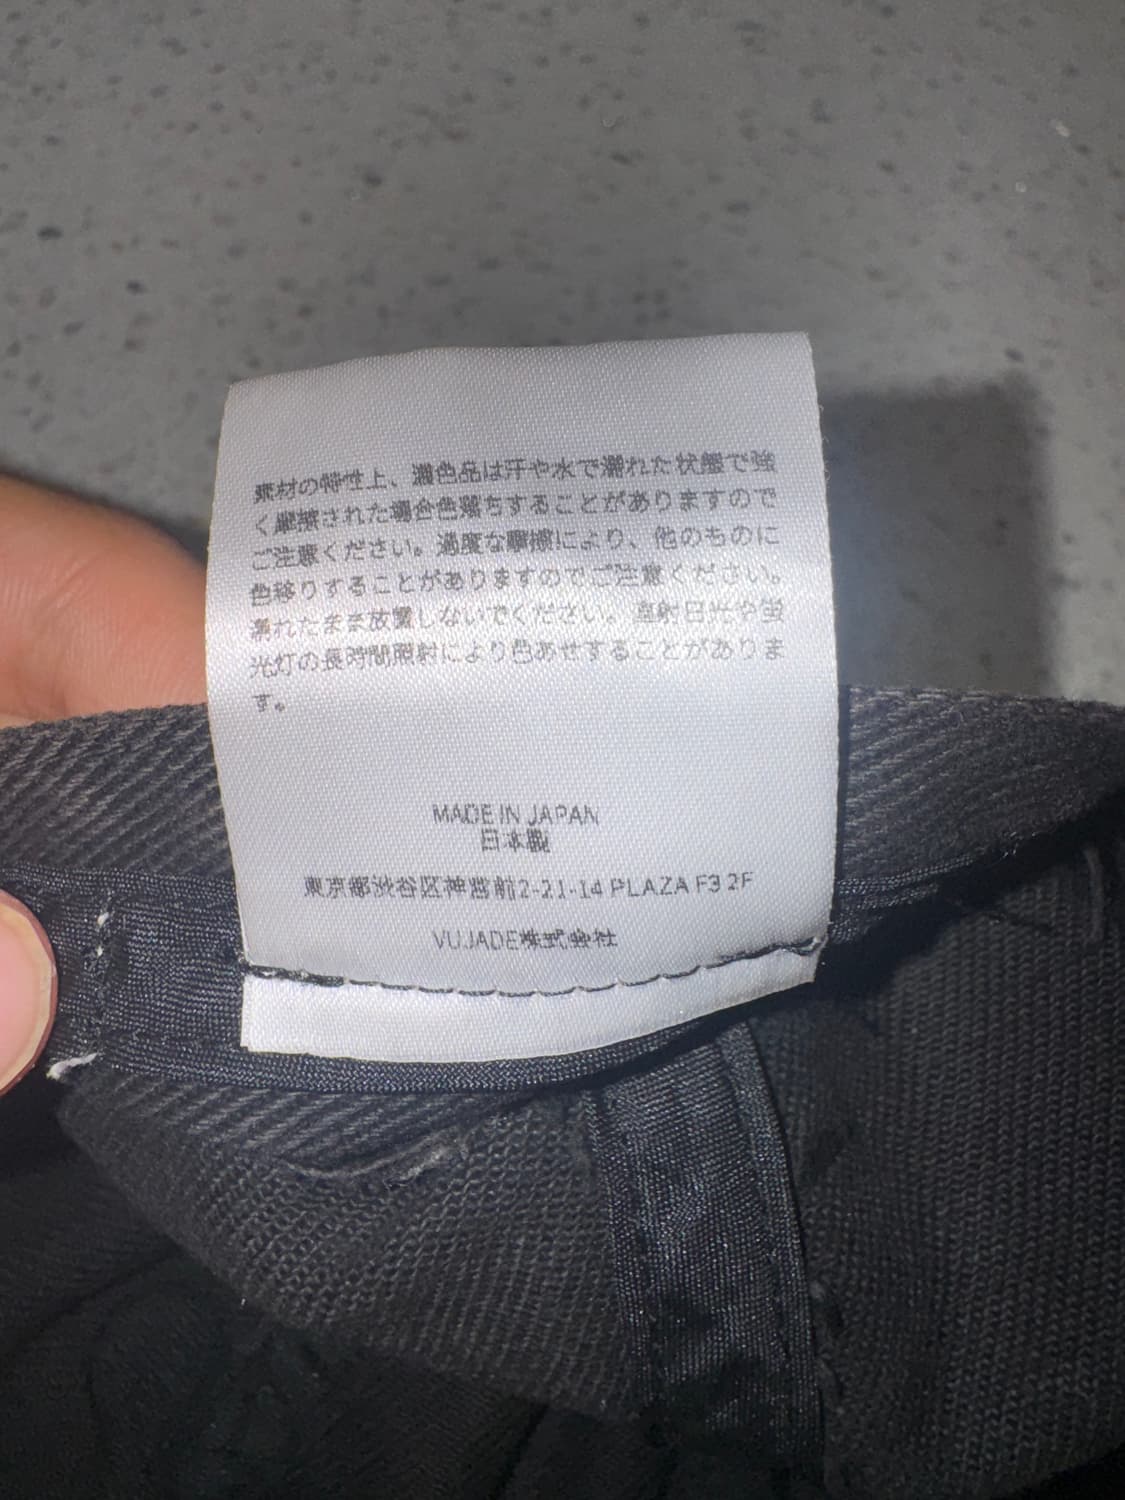 素材の特性上、濃色品は汗や水で濡れた状態で強
く摩擦された場合色落ちすることがありますので
ご注意ください。過度な摩擦により、他のものに
色移りすることがありますのでご注意ください。
濡れたまま放置しないでください。直射日光や蛍
光灯の長時間照射により色あせすることがありま
す。
MADE IN JAPAN
日本製
東京都渋谷区神宮前2-21-14 PLAZA F3 2F
VUJADE株式会社